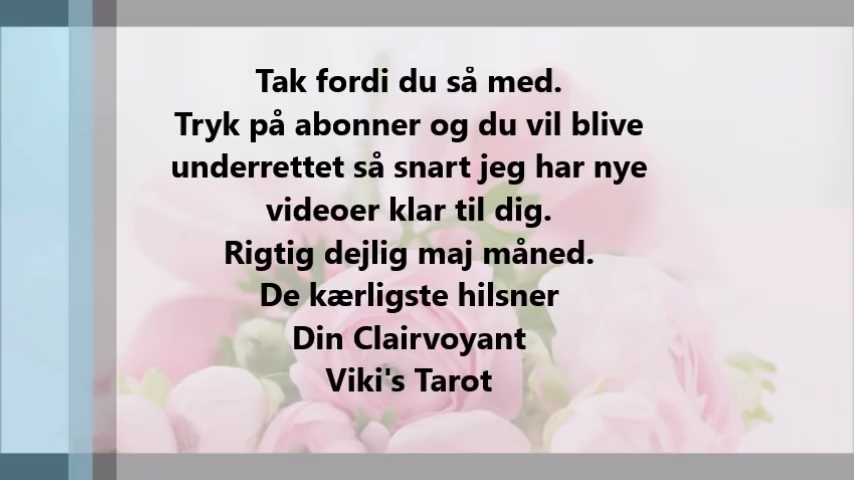 Tak fordi du så med.
Tryk på abonner og du vil blive
underrettet så snart jeg har nye
videoer klar til dig.
Rigtig dejlig maj måned.
De kærligste hilsner
Din Clairvoyant
Viki's Tarot